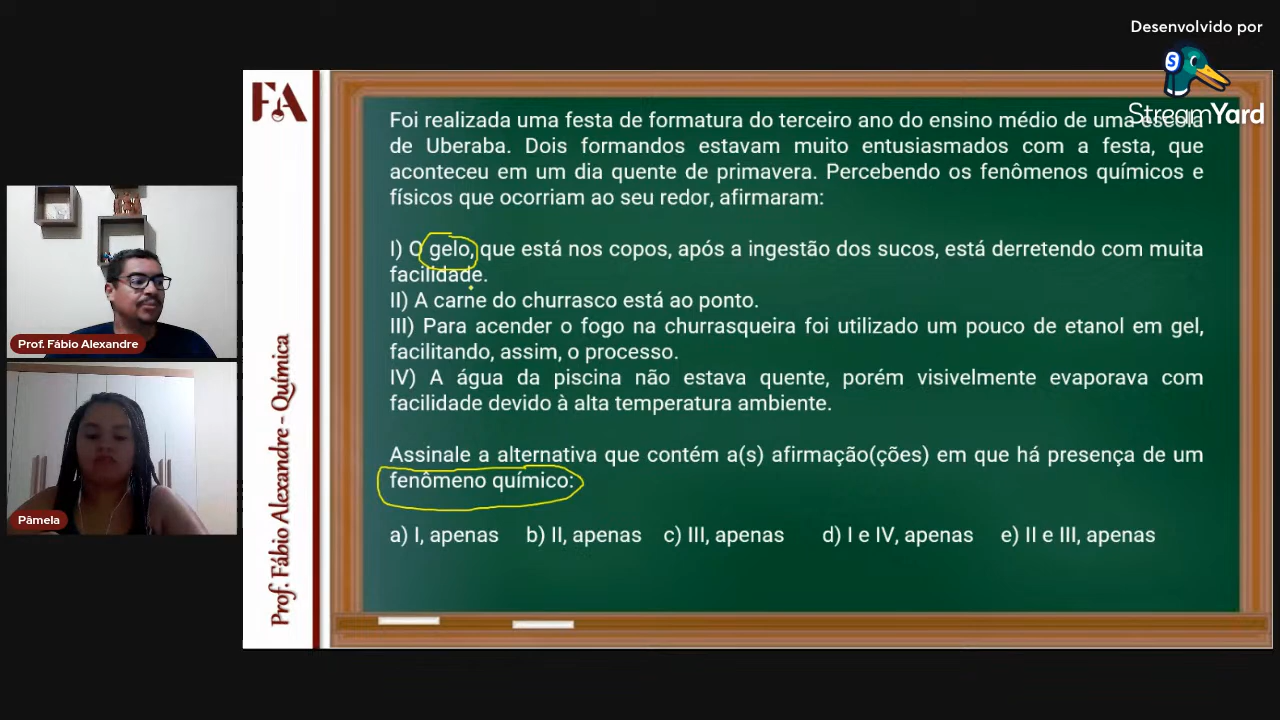 Desenvolvido por
S
StreamYard
FA
Foi realizada uma festa de formatura do terceiro ano do ensino médio de uma escola
de Uberaba. Dois formandos estavam muito entusiasmados com a festa, que
aconteceu em um dia quente de primavera. Percebendo os fenômenos químicos e
físicos que ocorriam ao seu redor, afirmaram:
I) O gelo, que está nos copos, após a ingestão dos sucos, está derretendo com muita
facilidade.
II) A carne do churrasco está ao ponto.
III) Para acender o fogo na churrasqueira foi utilizado um pouco de etanol em gel,
facilitando, assim, o processo.
IV) A água da piscina não estava quente, porém visivelmente evaporava com
facilidade devido à alta temperatura ambiente.
Assinale a alternativa que contém a(s) afirmação(ções) em que há presença de um
fenômeno químico:
a) I, apenas b) II, apenas c) III, apenas d) I e IV, apenas e) II e III, apenas
Prof. Fábio Alexandre - Química
Prof. Fábio Alexandre
Pâmela